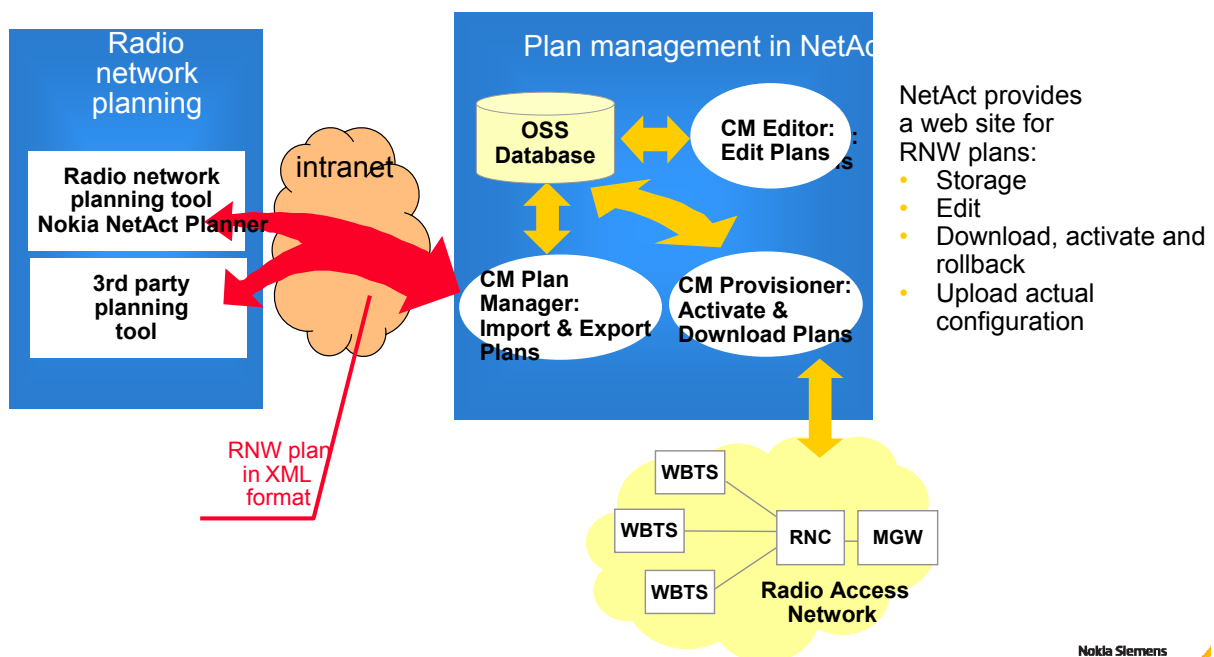 Radio
network
planning
Radio network
planning tool
Nokia NetAct Planner
3rd party
planning
tool
intranet
RNW plan
in XML
format
Plan management in NetAc
OSS
Database
CM Editor:
Edit Plans
CM Plan
Manager:
Import & Export
Plans
CM Provisioner:
Activate &
Download Plans
WBTS
WBTS
WBTS
RNC
MGW
Radio Access
Network
NetAct provides
a web site for
RNW plans:
• Storage
• Edit
• Download, activate and
rollback
• Upload actual
configuration
Nokia Siemens